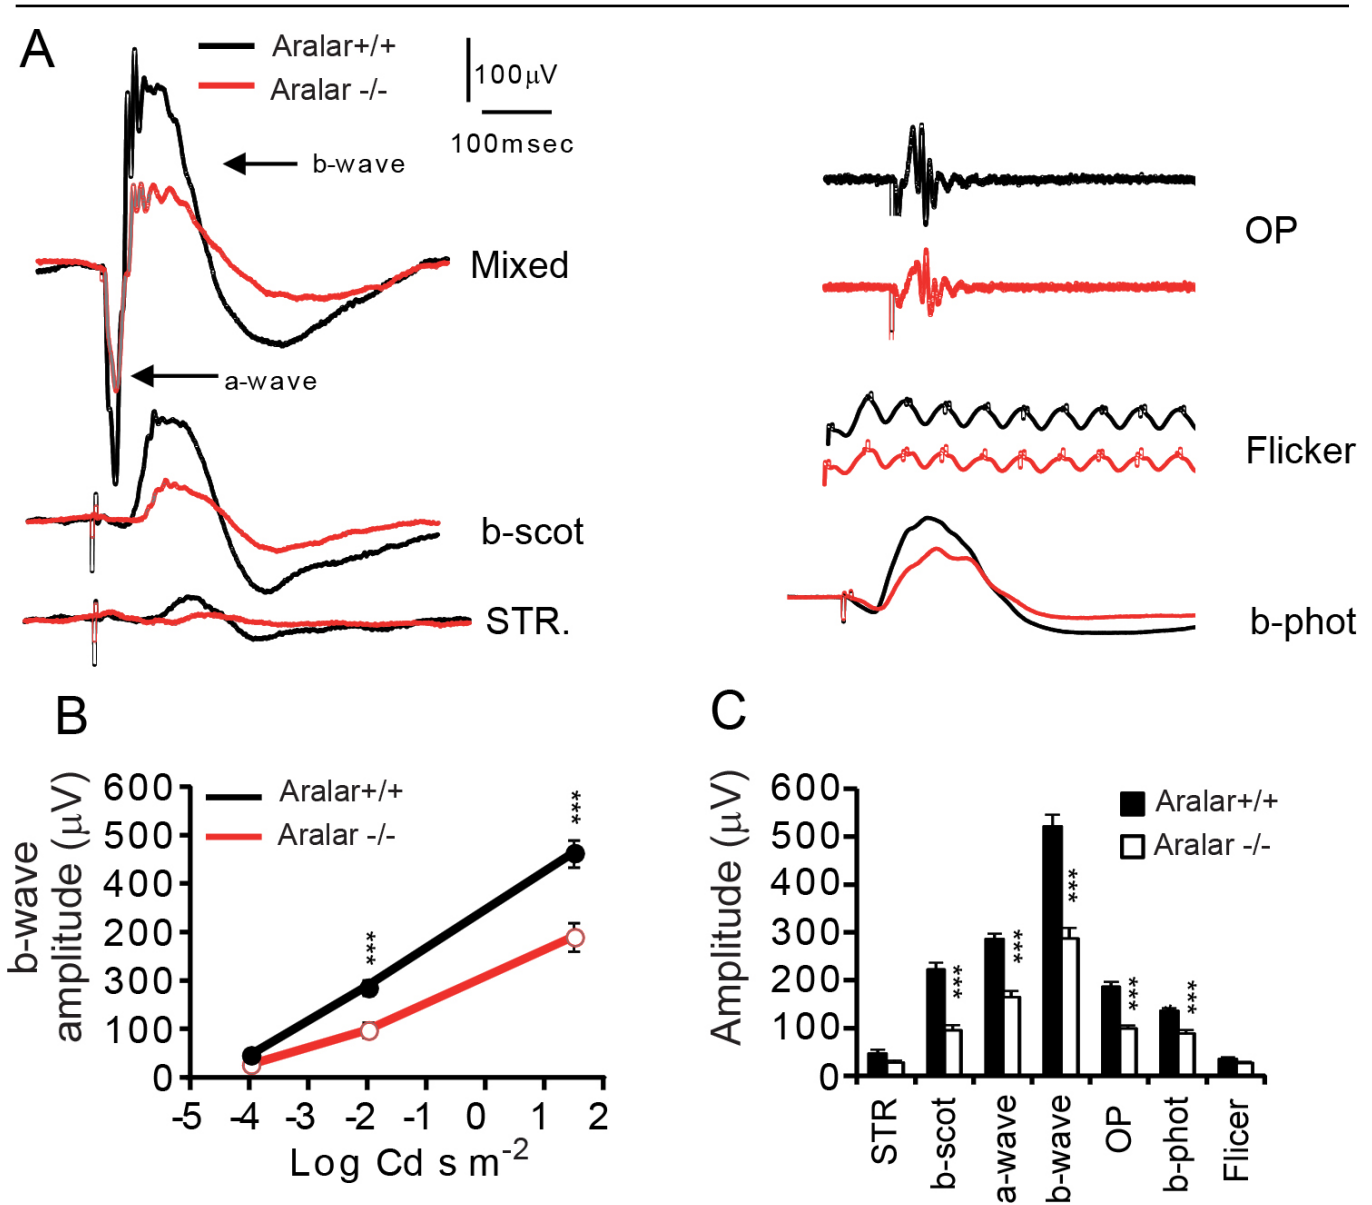 A
Aralar+/+
Aralar -/-
100μV
100msec
b-wave
Mixed
a-wave
b-scot
STR.
OP
Flicker
b-phot
B
b-wave
amplitude (μV)
600
500
400
200
300
100
0
Aralar+/+
Aralar -/-
***
***
-5 -4 -3 -2 -1 0 1 2
Log Cd s m-2
C
Amplitude (μV)
600
500
400
300
200
100
0
Aralar+/+
Aralar -/-
***
***
***
***
***
STR
b-scot
a-wave
b-wave
OP
b-phot
Flicer